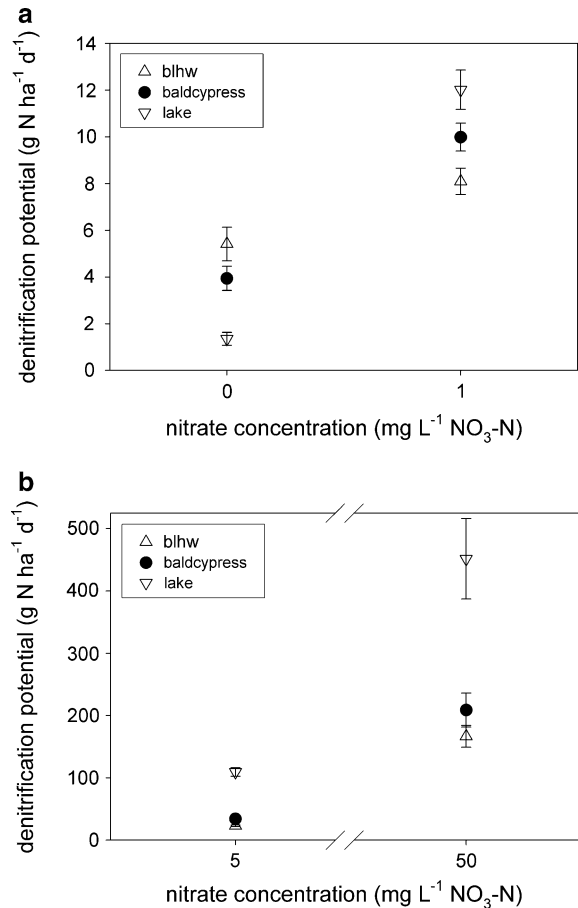 a
denitrification potential (g N ha⁻¹ d⁻¹)
14
12
10
8
6
4
2
0
blhw
baldcypress
lake
0
1
nitrate concentration (mg L⁻¹ NO₃-N)
b
denitrification potential (g N ha⁻¹ d⁻¹)
500
400
300
200
100
0
blhw
baldcypress
lake
5
50
nitrate concentration (mg L⁻¹ NO₃-N)